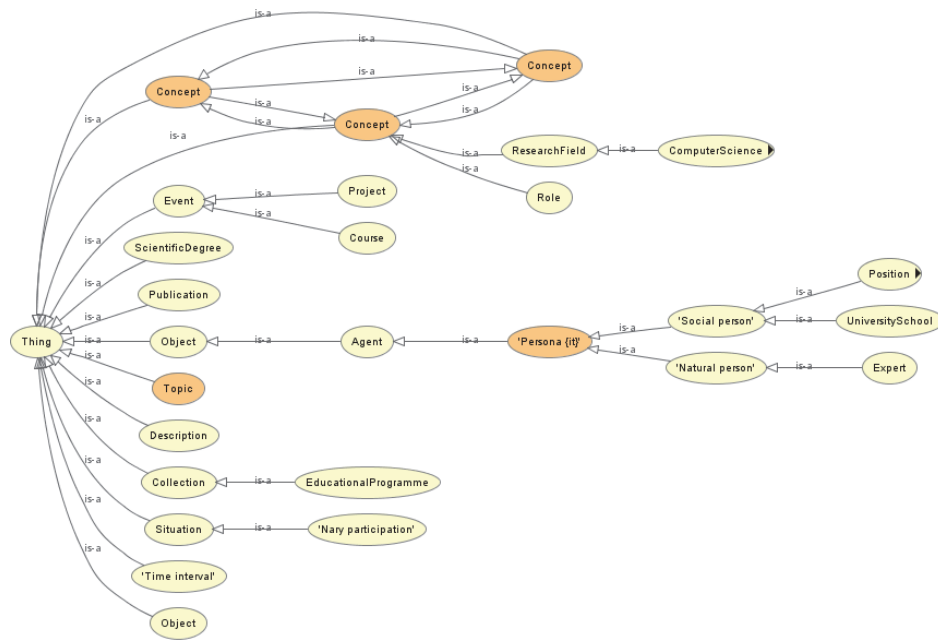 is-a
is-a
Concept
is-a
is-a
Concept
is-a
is-a
is-a
is-a
Concept
is-a
is-a
ResearchField
is-a
ComputerScience
is-a
Role
Event
is-a
Project
is-a
Course
is-a
ScientificDegree
is-a
Publication
is-a
Thing
is-a
Object
is-a
Agent
is-a
'Persona {it}'
is-a
'Social person'
is-a
Position
is-a
UniversitySchool
is-a
'Natural person'
is-a
Expert
is-a
Topic
is-a
Description
is-a
Collection
is-a
EducationalProgramme
is-a
Situation
is-a
'Nary participation'
is-a
'Time interval'
is-a
Object